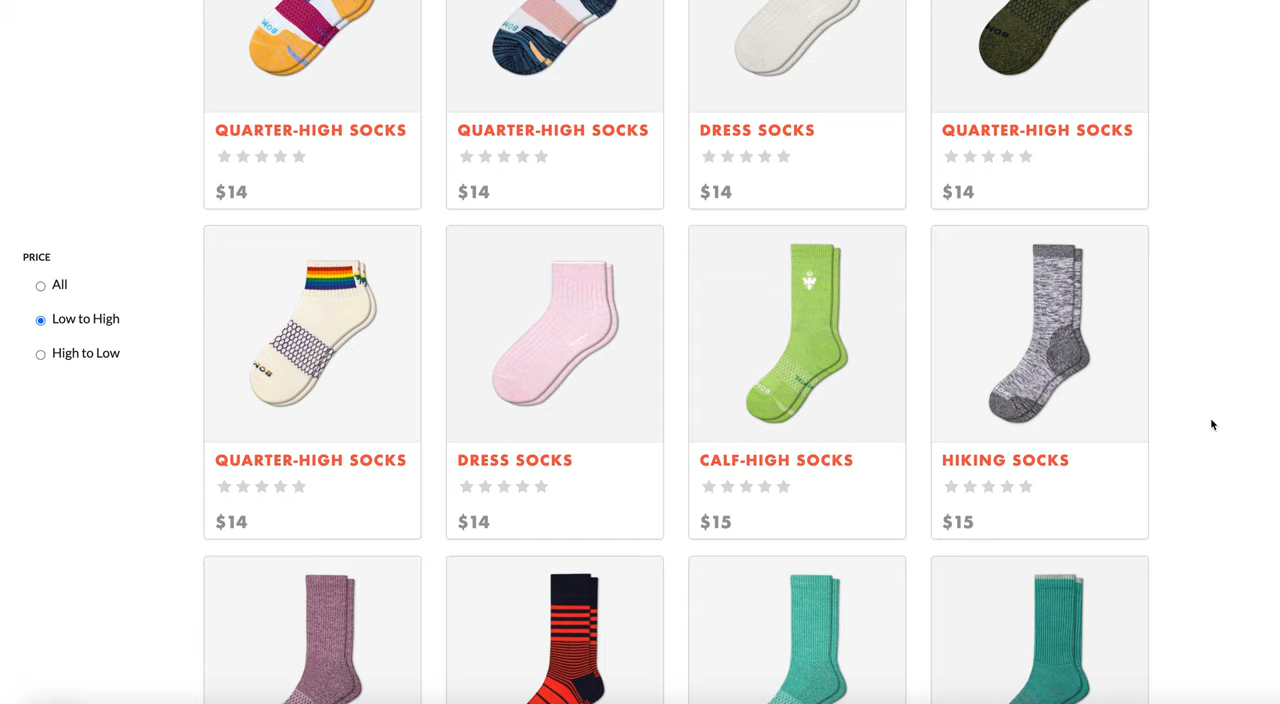 QUARTER-HIGH SOCKS
QUARTER-HIGH SOCKS
DRESS SOCKS
QUARTER-HIGH SOCKS
$14
$14
$14
$14
PRICE
All
Low to High
High to Low
QUARTER-HIGH SOCKS
DRESS SOCKS
CALF-HIGH SOCKS
HIKING SOCKS
$14
$14
$15
$15